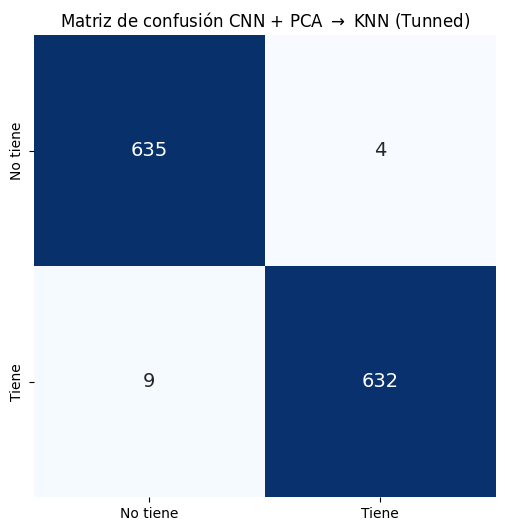 Matriz de confusión CNN + PCA → KNN (Tunned)
No tiene
635
4
Tiene
9
632
No tiene
Tiene